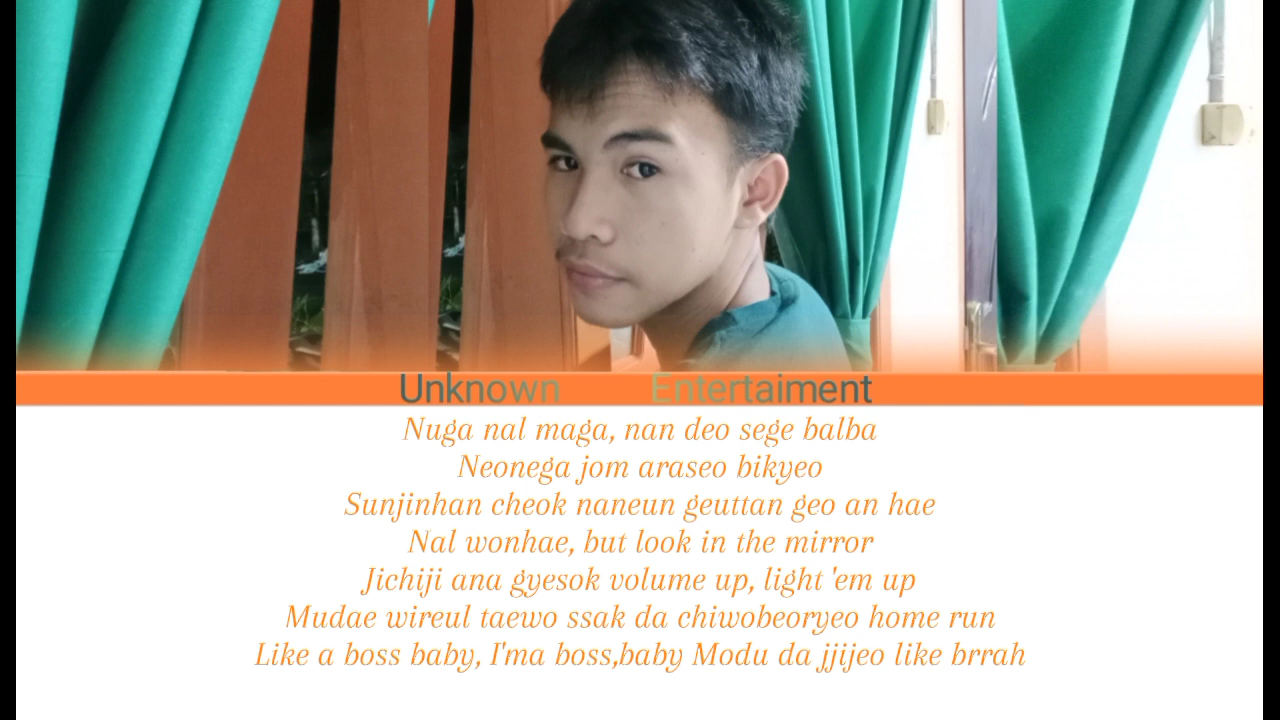 Unknown Entertaiment
Nuga nal maga, nan deo sege balba
Neonega jom araseo bikyeo
Sunjinhan cheok naneun geuttan geo an hae
Nal wonhae, but look in the mirror
Jichiji ana gyesok volume up, light 'em up
Mudae wireul taewo ssak da chiwobeoryeo home run
Like a boss baby, I'ma boss,baby Modu da jjijeo like brrah